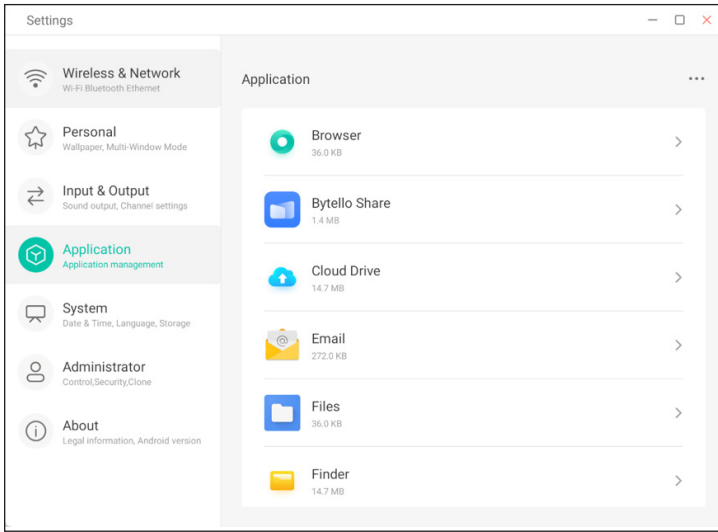 Settings
Wireless & Network
Wi-Fi Bluetooth Ethernet
Personal
Wallpaper, Multi-Window Mode
Input & Output
Sound output, Channel settings
Application
Application management
System
Date & Time, Language, Storage
Administrator
Control,Security,Clone
About
Legal information, Android version
Application
Browser
36.0 KB
Bytello Share
1.4 MB
Cloud Drive
14.7 MB
Email
272.0 KB
Files
36.0 KB
Finder
14.7 MB